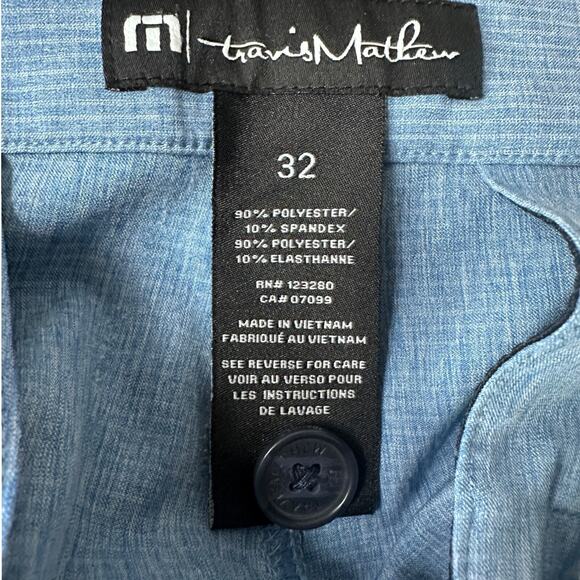 travisMathew
32
90% POLYESTER/
10% SPANDEX
90% POLYESTER/
10% ELASTHANNE
RN# 123280
CA# 07099
MADE IN VIETNAM
FABRIQUÉ AU VIETNAM
SEE REVERSE FOR CARE
VOIR AU VERSO POUR
LES INSTRUCTIONS
DE LAVAGE